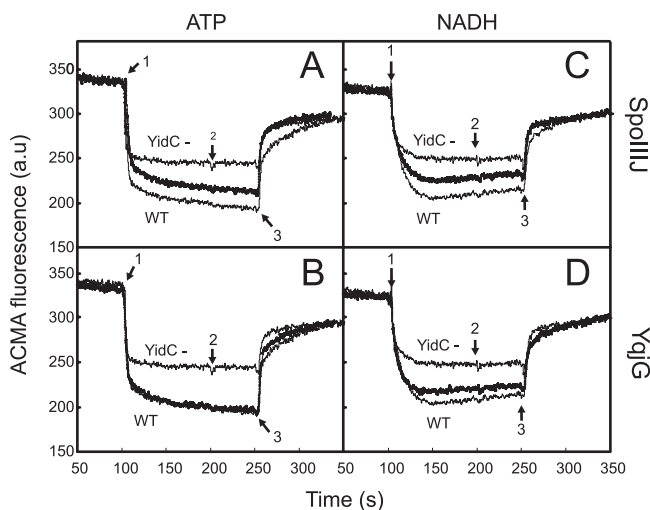 ATP NADH
ACMA fluorescence (a.u)
350
300
250
200
150
1
A
YidC -
2
WT
3
1
C
YidC -
2
WT
3
SpoIIIJ
350
300
250
200
150
1
B
YidC -
2
WT
3
1
D
YidC -
2
WT
3
YqjG
50 100 150 200 250 300 50 100 150 200 250 300 350
Time (s)